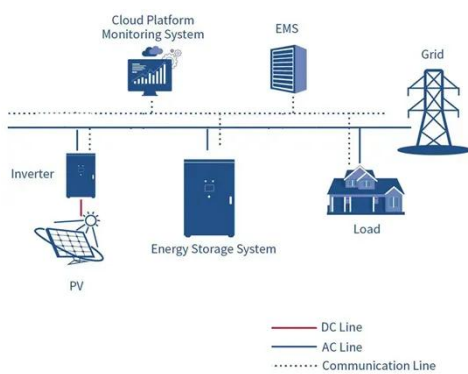 Cloud Platform
Monitoring System
EMS
Grid
Inverter
Energy Storage System
Load
PV
DC Line
AC Line
Communication Line